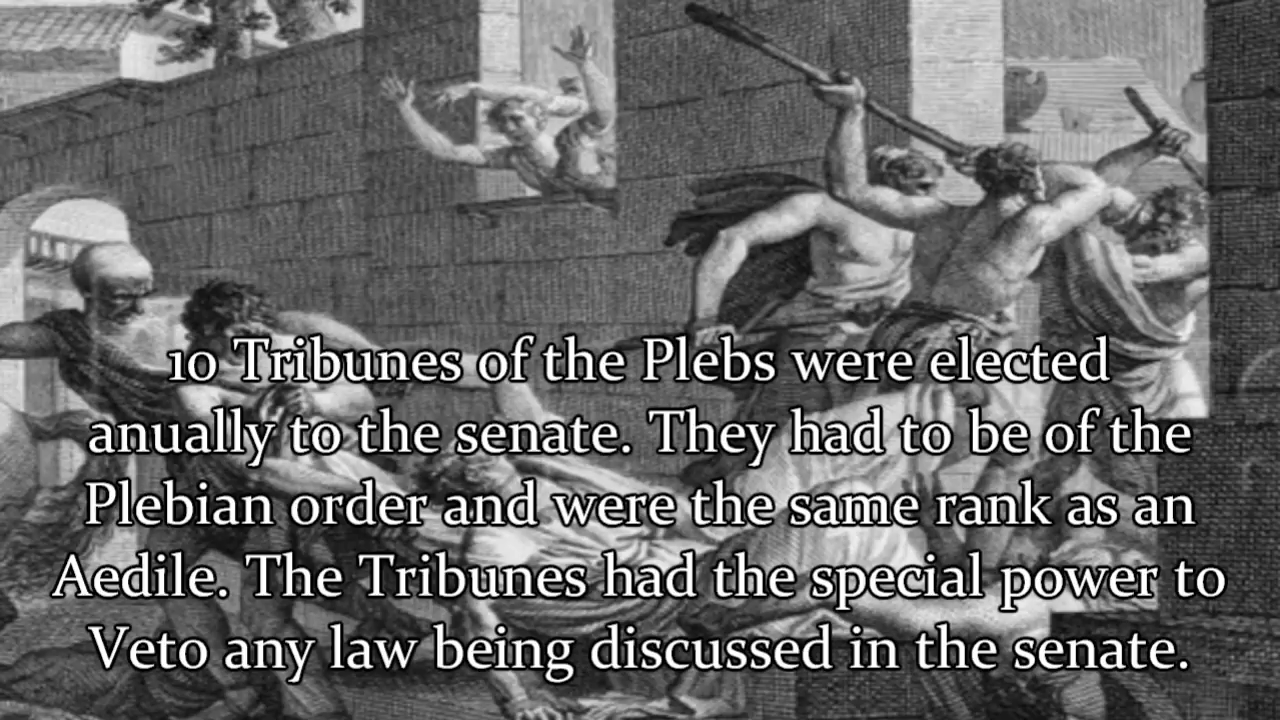 10 Tribunes of the Plebs were elected
anually to the senate. They had to be of the
Plebian order and were the same rank as an
Aedile. The Tribunes had the special power to
Veto any law being discussed in the senate.